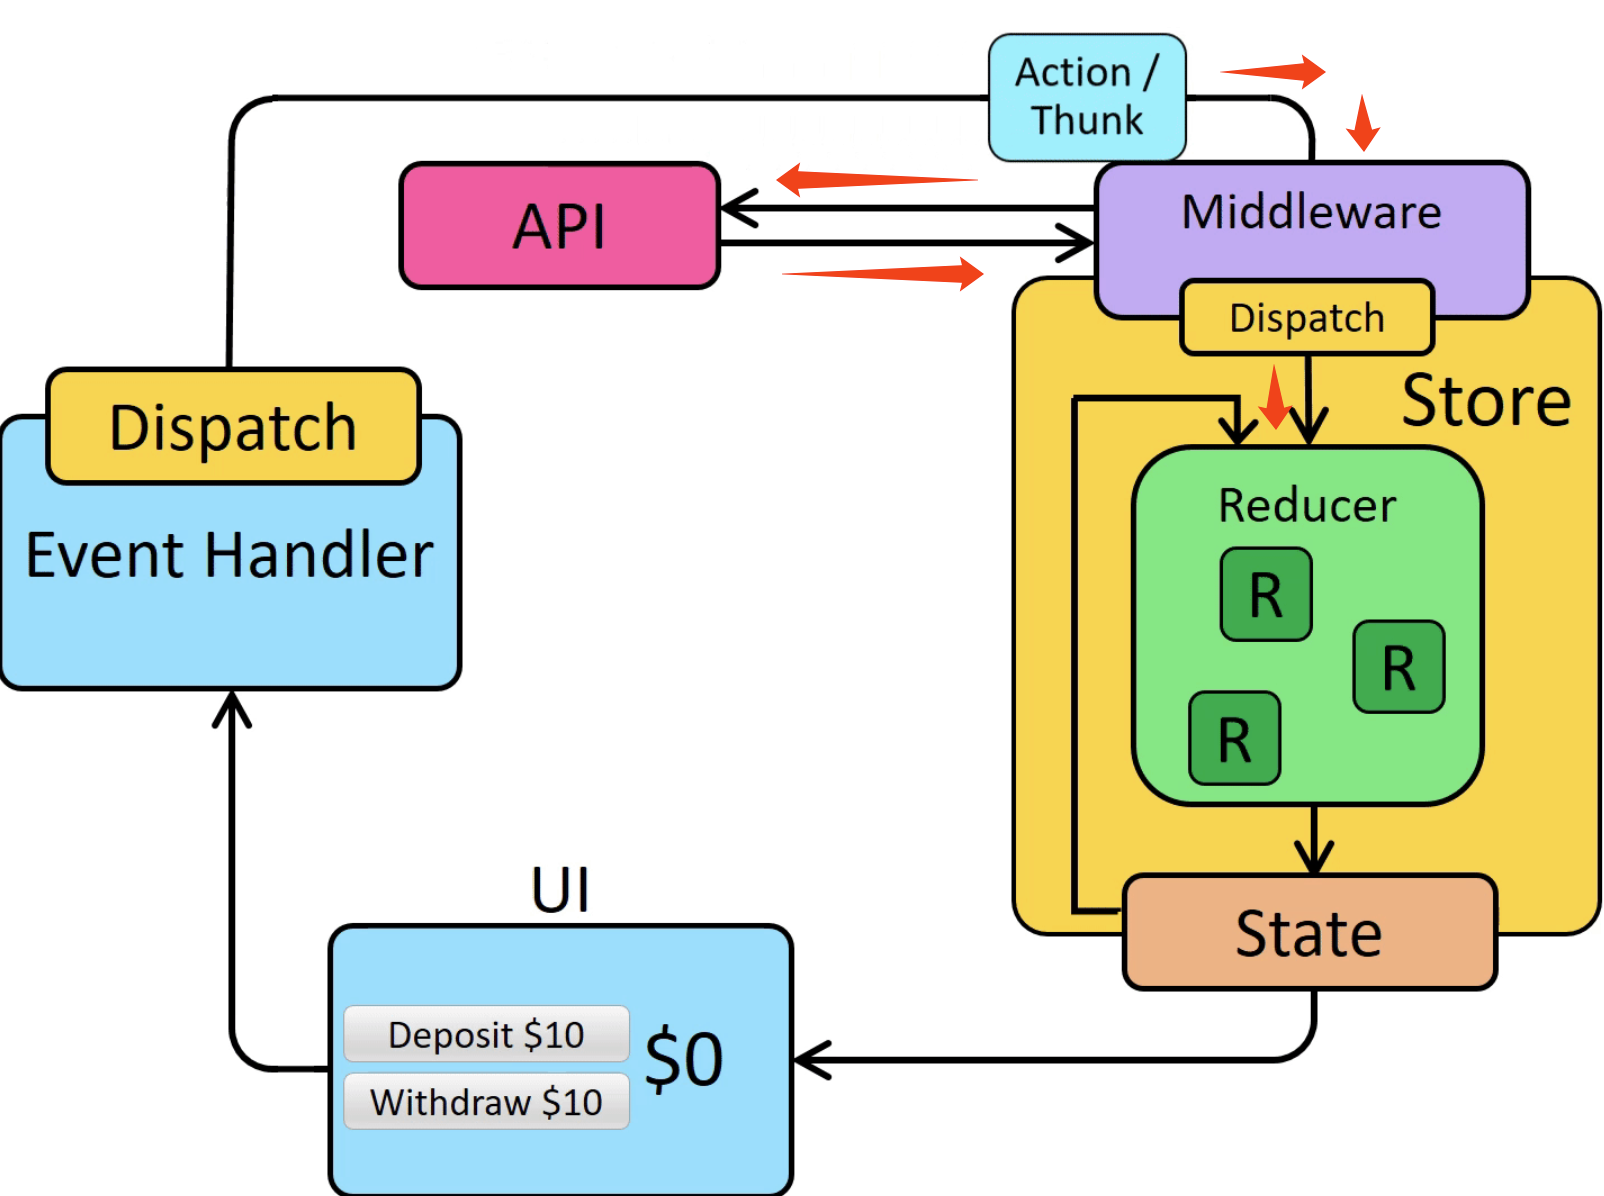 Action /
Thunk
API
Middleware
Dispatch
Store
Dispatch
Event Handler
Reducer
R
R
R
UI
State
Deposit $10
$0
Withdraw $10